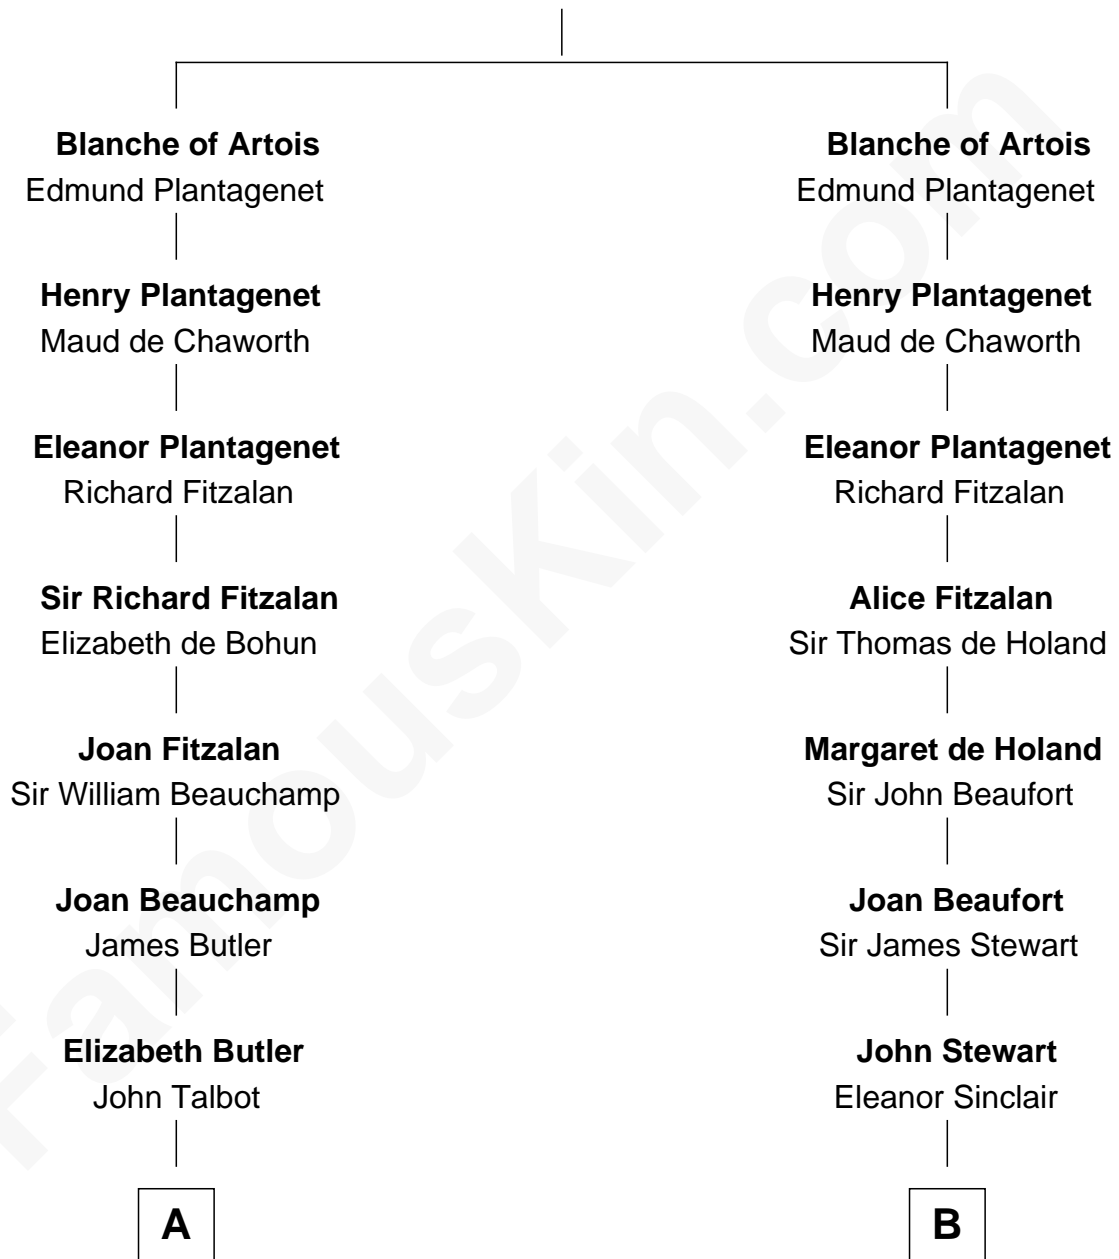 Blanche of Artois
Edmund Plantagenet
Henry Plantagenet
Maud de Chaworth
Eleanor Plantagenet
Richard Fitzalan
Sir Richard Fitzalan
Elizabeth de Bohun
Joan Fitzalan
Sir William Beauchamp
Joan Beauchamp
James Butler
Elizabeth Butler
John Talbot
A
Blanche of Artois
Edmund Plantagenet
Henry Plantagenet
Maud de Chaworth
Eleanor Plantagenet
Richard Fitzalan
Alice Fitzalan
Sir Thomas de Holand
Margaret de Holand
Sir John Beaufort
Joan Beaufort
Sir James Stewart
John Stewart
Eleanor Sinclair
B
FamousKin.com